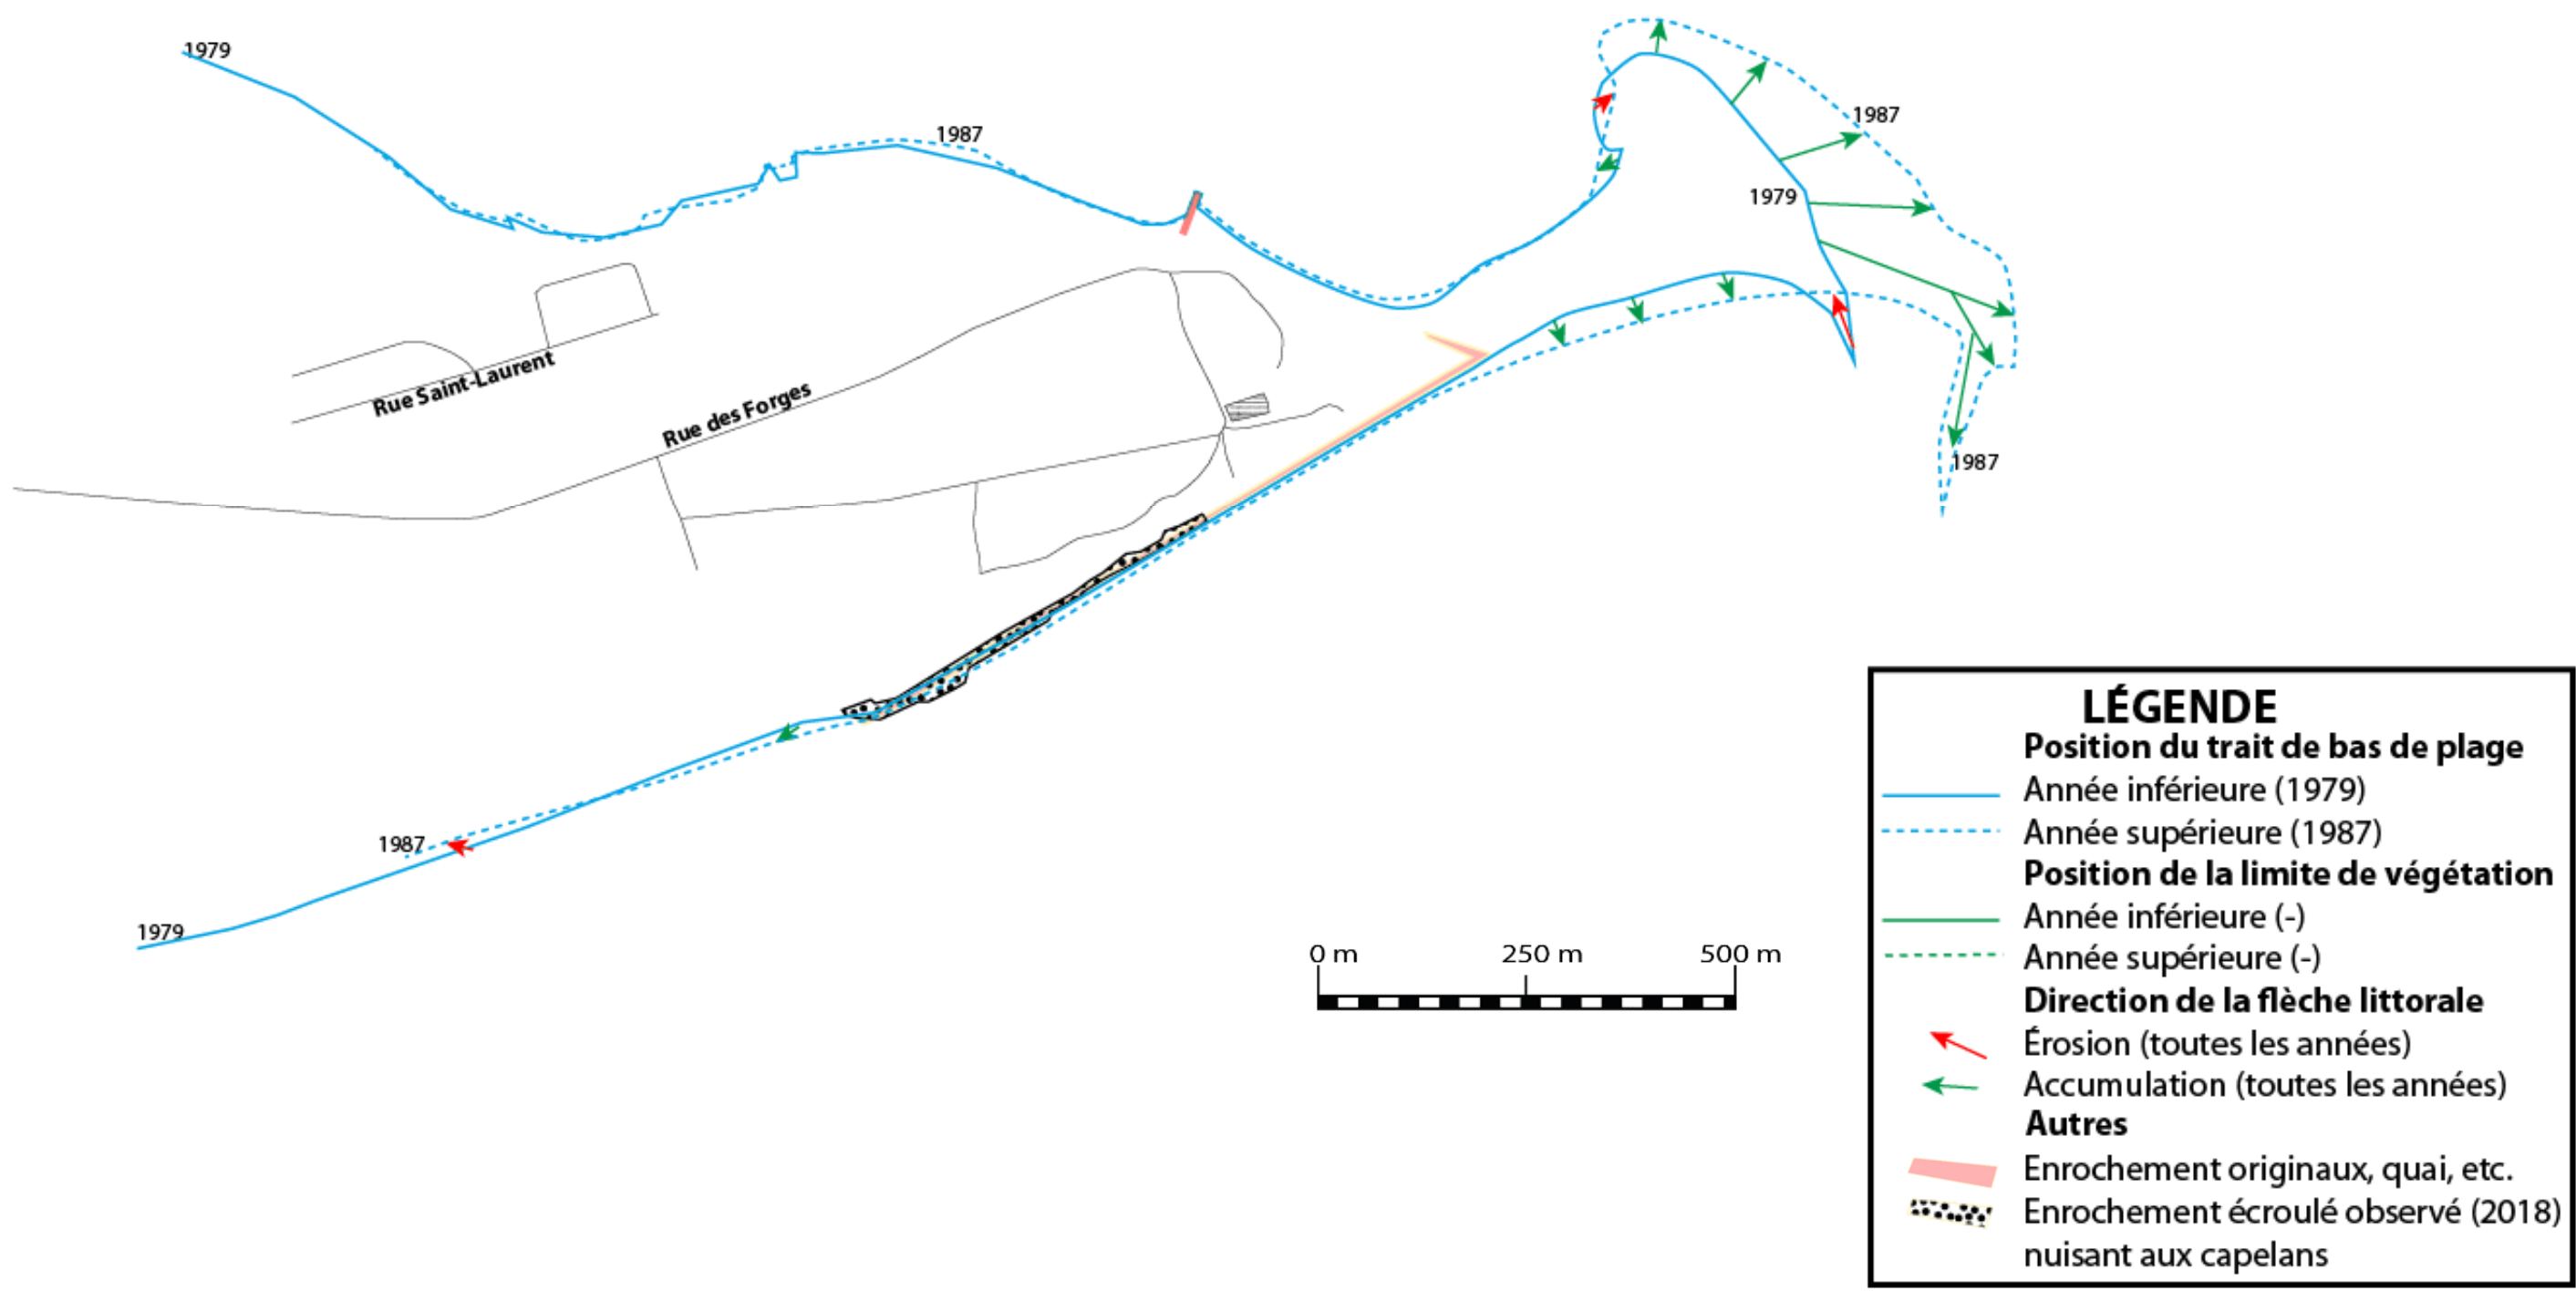 1979
1987
1987
1979
Rue Saint-Laurent
Rue des Forges
1987
1987
1979
0 m 250 m 500 m
LÉGENDE
Position du trait de bas de plage
Année inférieure (1979)
Année supérieure (1987)
Position de la limite de végétation
Année inférieure (-)
Année supérieure (-)
Direction de la flèche littorale
Érosion (toutes les années)
Accumulation (toutes les années)
Autres
Enrochement originaux, quai, etc.
Enrochement écroulé observé (2018)
nuisant aux capelans